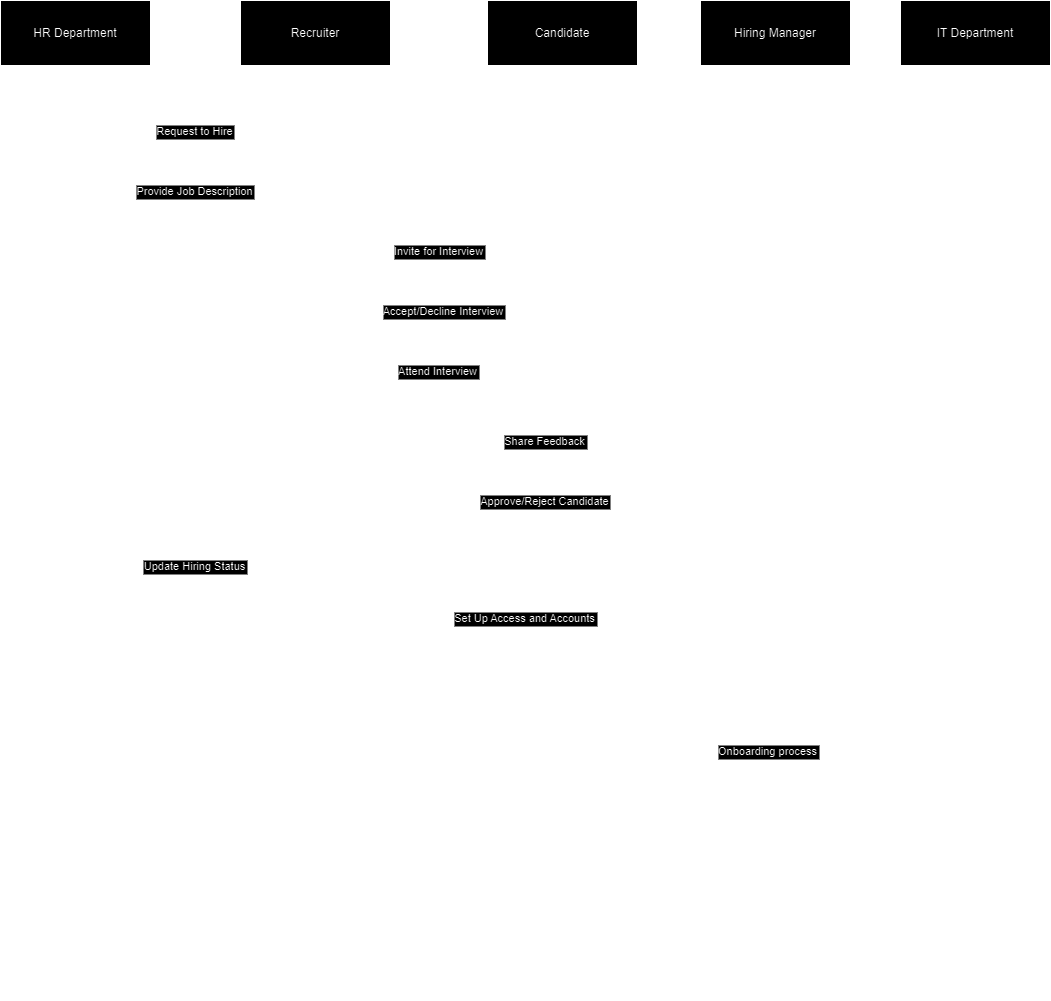 HR Department
Recruiter
Candidate
Hiring Manager
IT Department
Request to Hire
Provide Job Description
Invite for Interview
Accept/Decline Interview
Attend Interview
Share Feedback
Approve/Reject Candidate
Update Hiring Status
Set Up Access and Accounts
Onboarding process